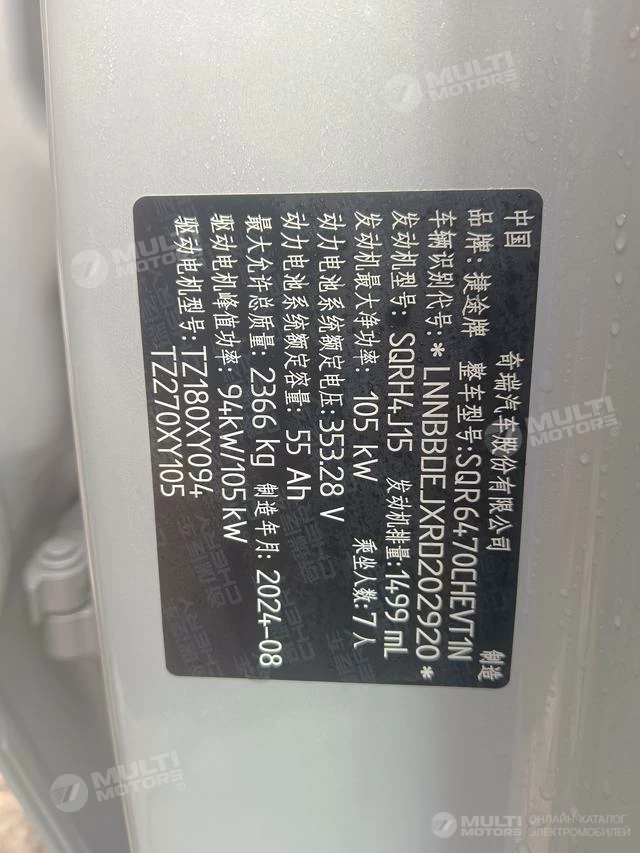 中国 奇瑞汽车股份有限公司 制造
品牌: 捷途牌 整车型号:SQR6470CHEVT1N
车辆识别代号:*LNNBBDEJXRD202920*
发动机型号: SQRH4J15 发动机排量:1499 mL
发动机最大净功率: 105 kW 乘坐人数:7人
动力电池系统额定电压:353.28 V
动力电池系统额定容量: 55 Ah
最大允许总质量: 2366 kg 制造年月: 2024-08
驱动电机峰值功率: 94kW/105kW
驱动电机型号:TZ180XY094
TZ270XY105
MULTI
MOTORS
MULTI
MOTORS
MULTI
MOTORS
MULTI
MOTORS
MULTI
MOTORS
ОНЛАЙН-КАТАЛОГ
ЭЛЕКТРОМОБИЛЕЙ